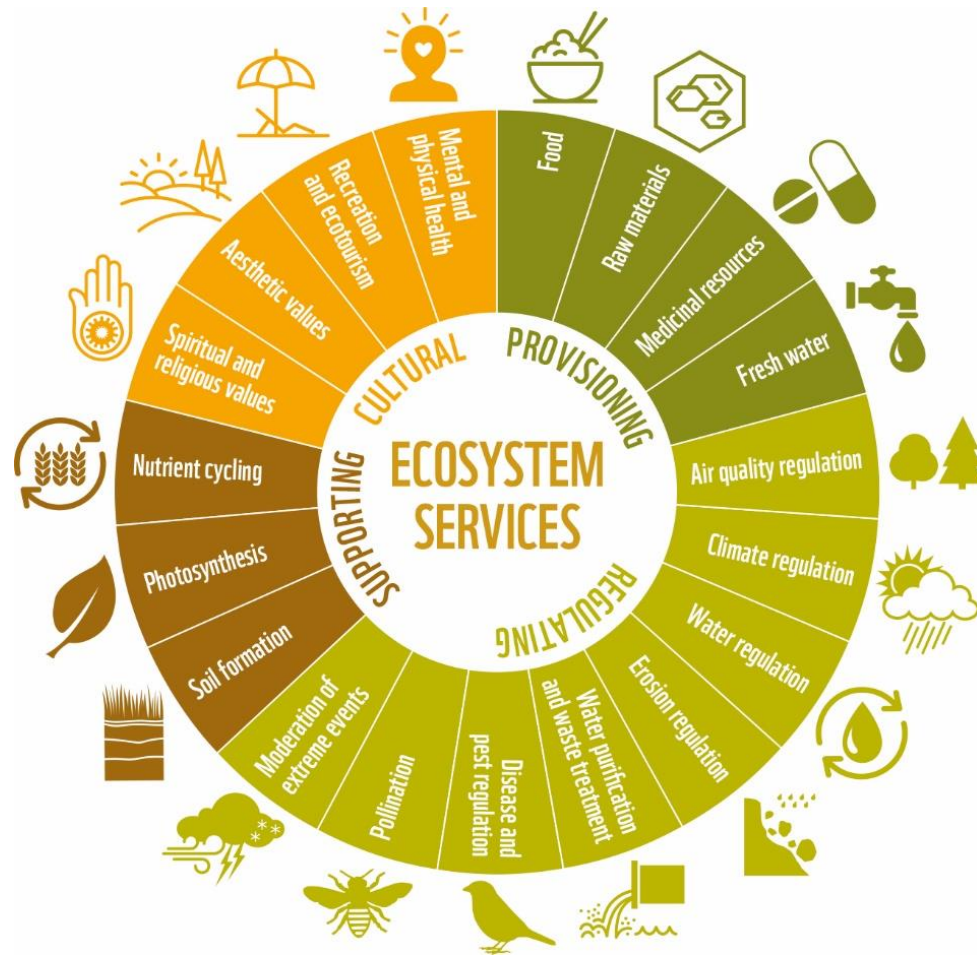 ECOSYSTEM
SERVICES
PROVISIONING
Food
Raw materials
Medicinal resources
Fresh water
REGULATING
Air quality regulation
Climate regulation
Water regulation
Erosion regulation
Water purification
and waste treatment
Disease and
pest regulation
Pollination
Moderation of
extreme events
SUPPORTING
Soil formation
Photosynthesis
Nutrient cycling
CULTURAL
Spiritual and
religious values
Aesthetic values
Recreation
and ecotourism
Mental and
physical health